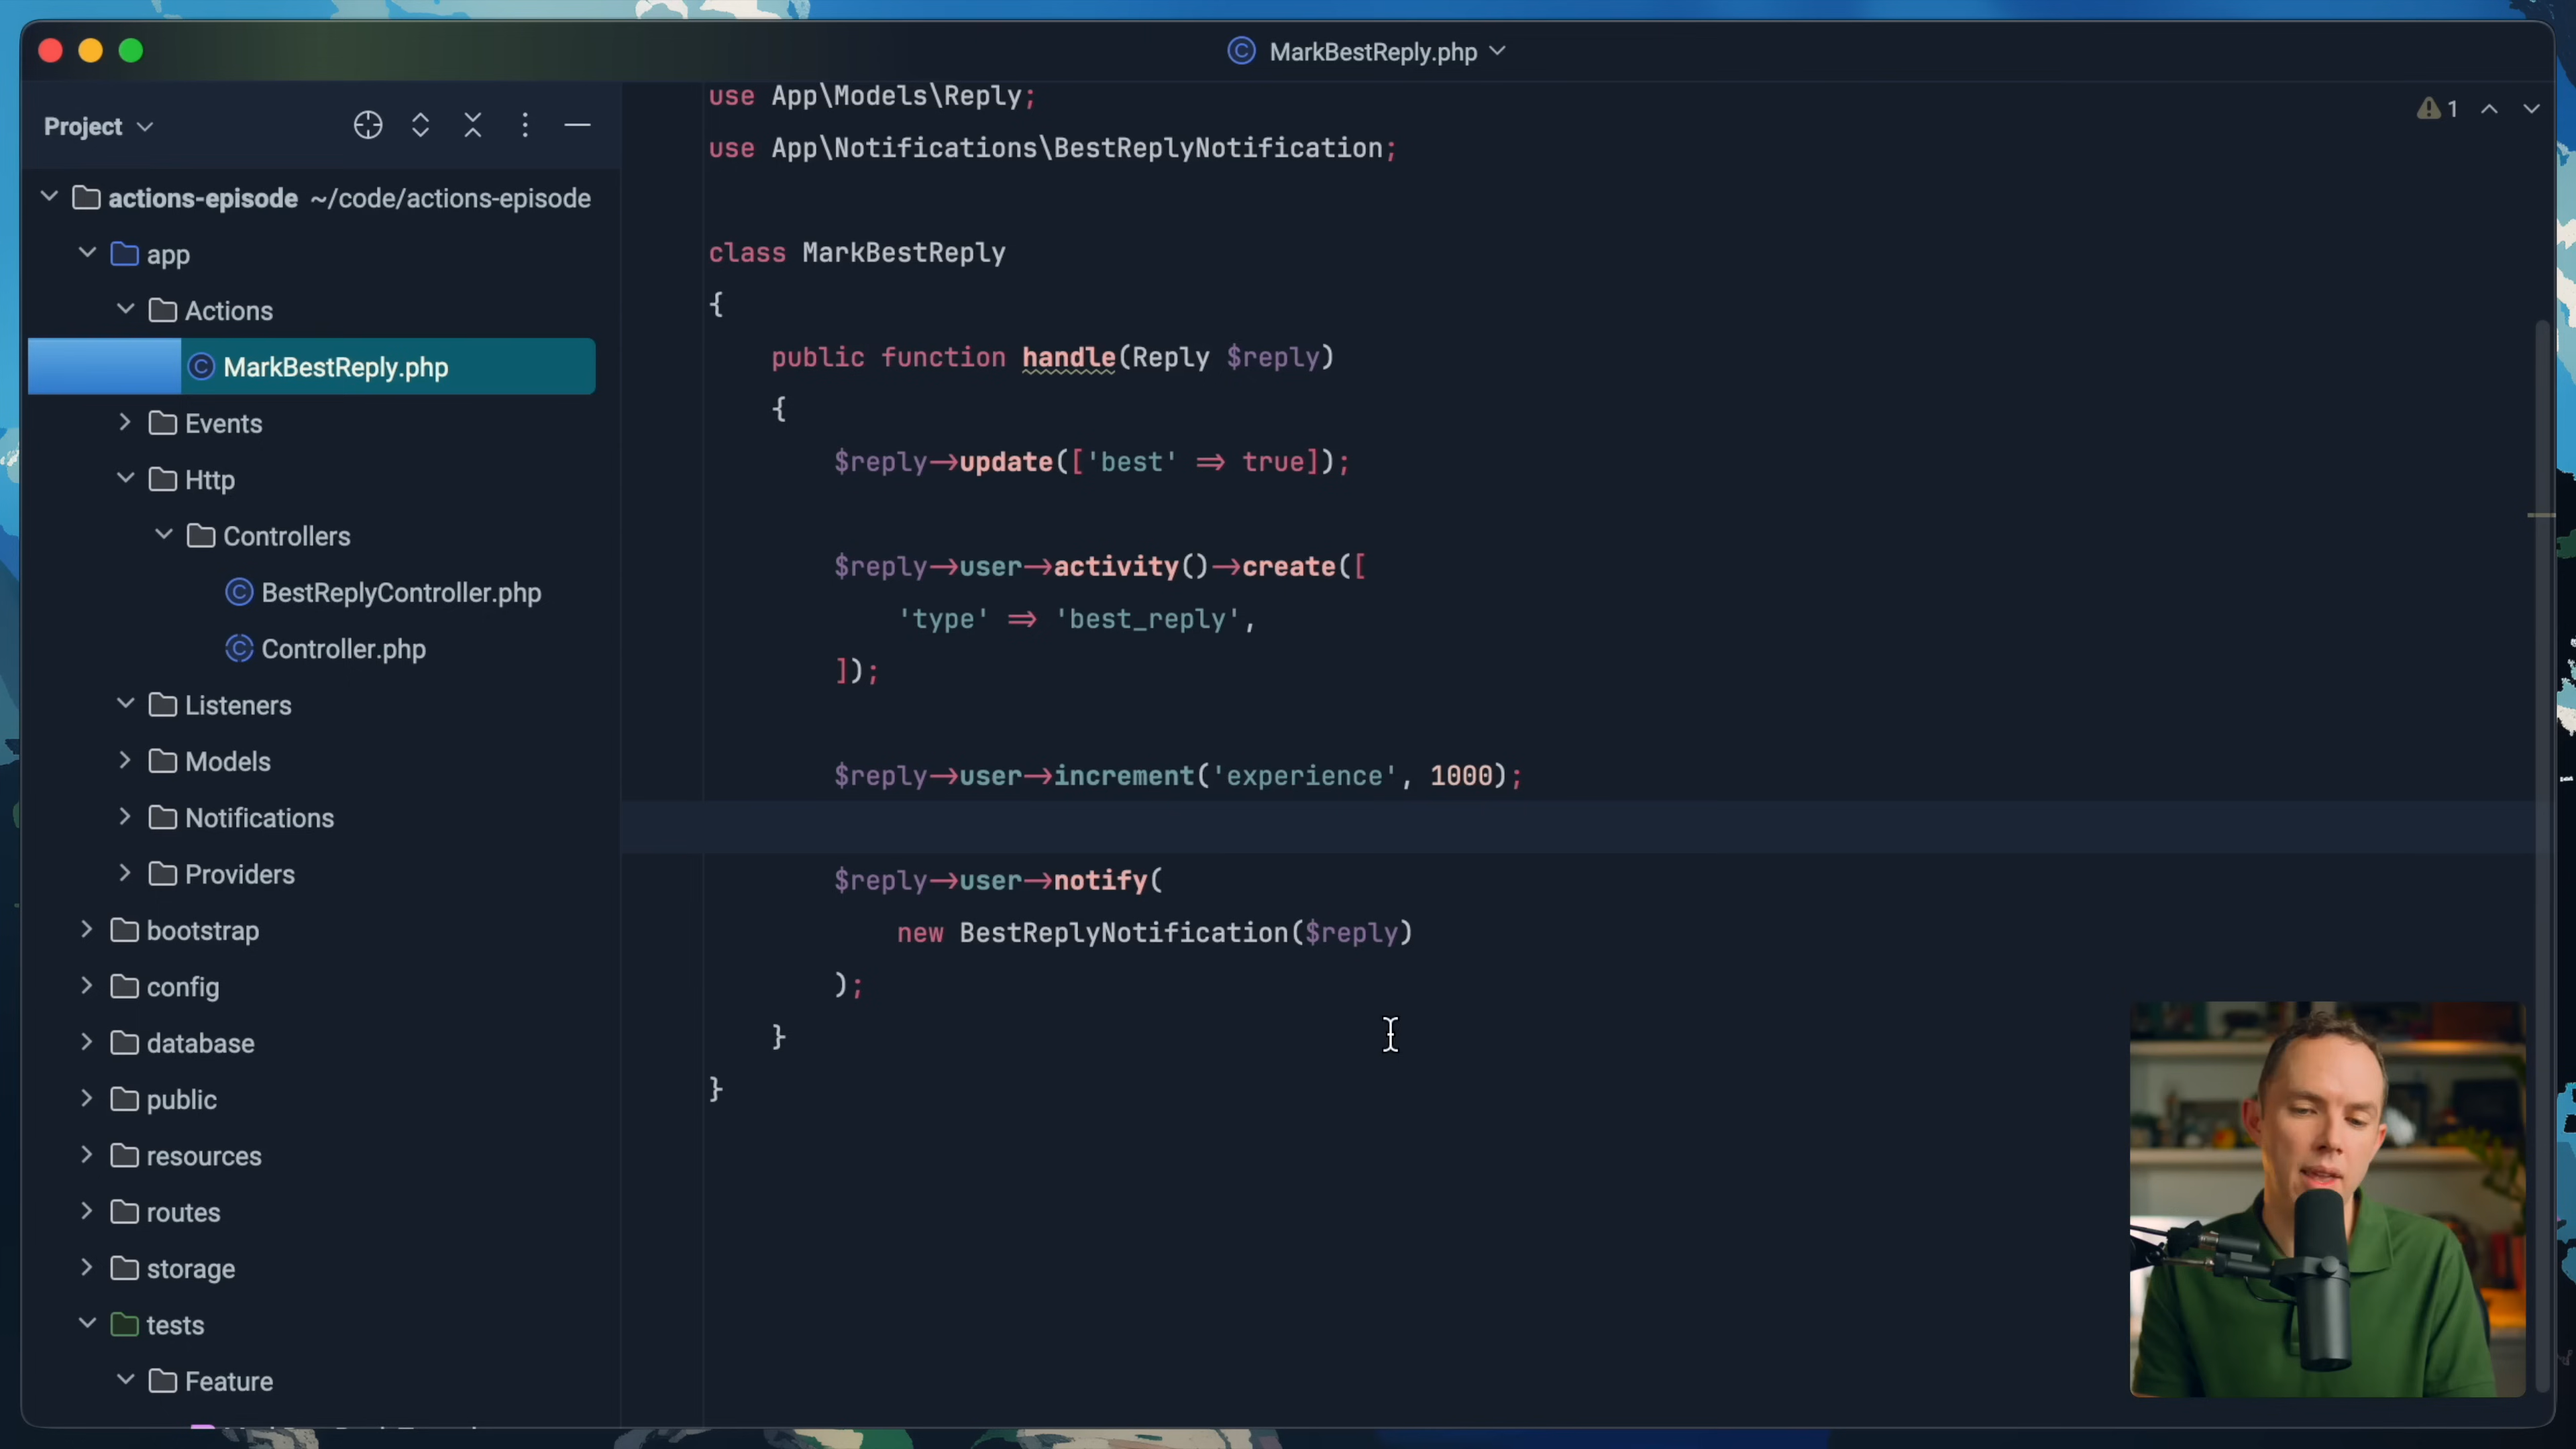 MarkBestReply.php
Project
actions-episode ~/code/actions-episode
app
Actions
MarkBestReply.php
Events
Http
Controllers
BestReplyController.php
Controller.php
Listeners
Models
Notifications
Providers
bootstrap
config
database
public
resources
routes
storage
tests
Feature
use App\Models\Reply;
use App\Notifications\BestReplyNotification;
class MarkBestReply
{
public function handle(Reply $reply)
{
$reply->update(['best' => true]);
$reply->user->activity()->create([
'type' => 'best_reply',
]);
$reply->user->increment('experience', 1000);
$reply->user->notify(
new BestReplyNotification($reply)
);
}
}
1